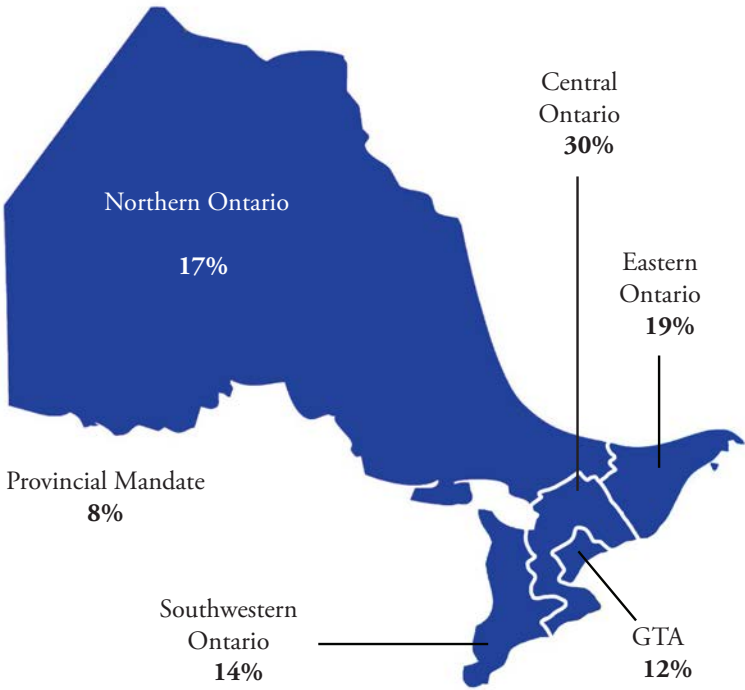 Central
Ontario
30%
Northern Ontario
17%
Eastern
Ontario
19%
Provincial Mandate
8%
Southwestern
Ontario
14%
GTA
12%